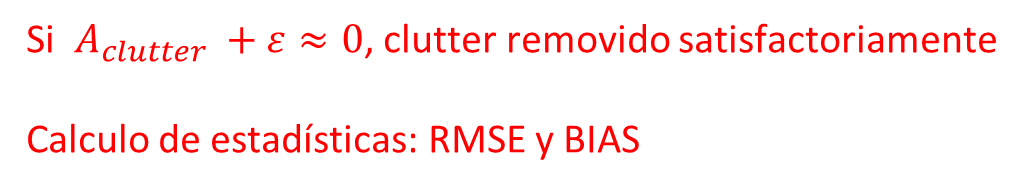 Si A_clutter + ε ≈ 0, clutter removido satisfactoriamente
Calculo de estadísticas: RMSE y BIAS